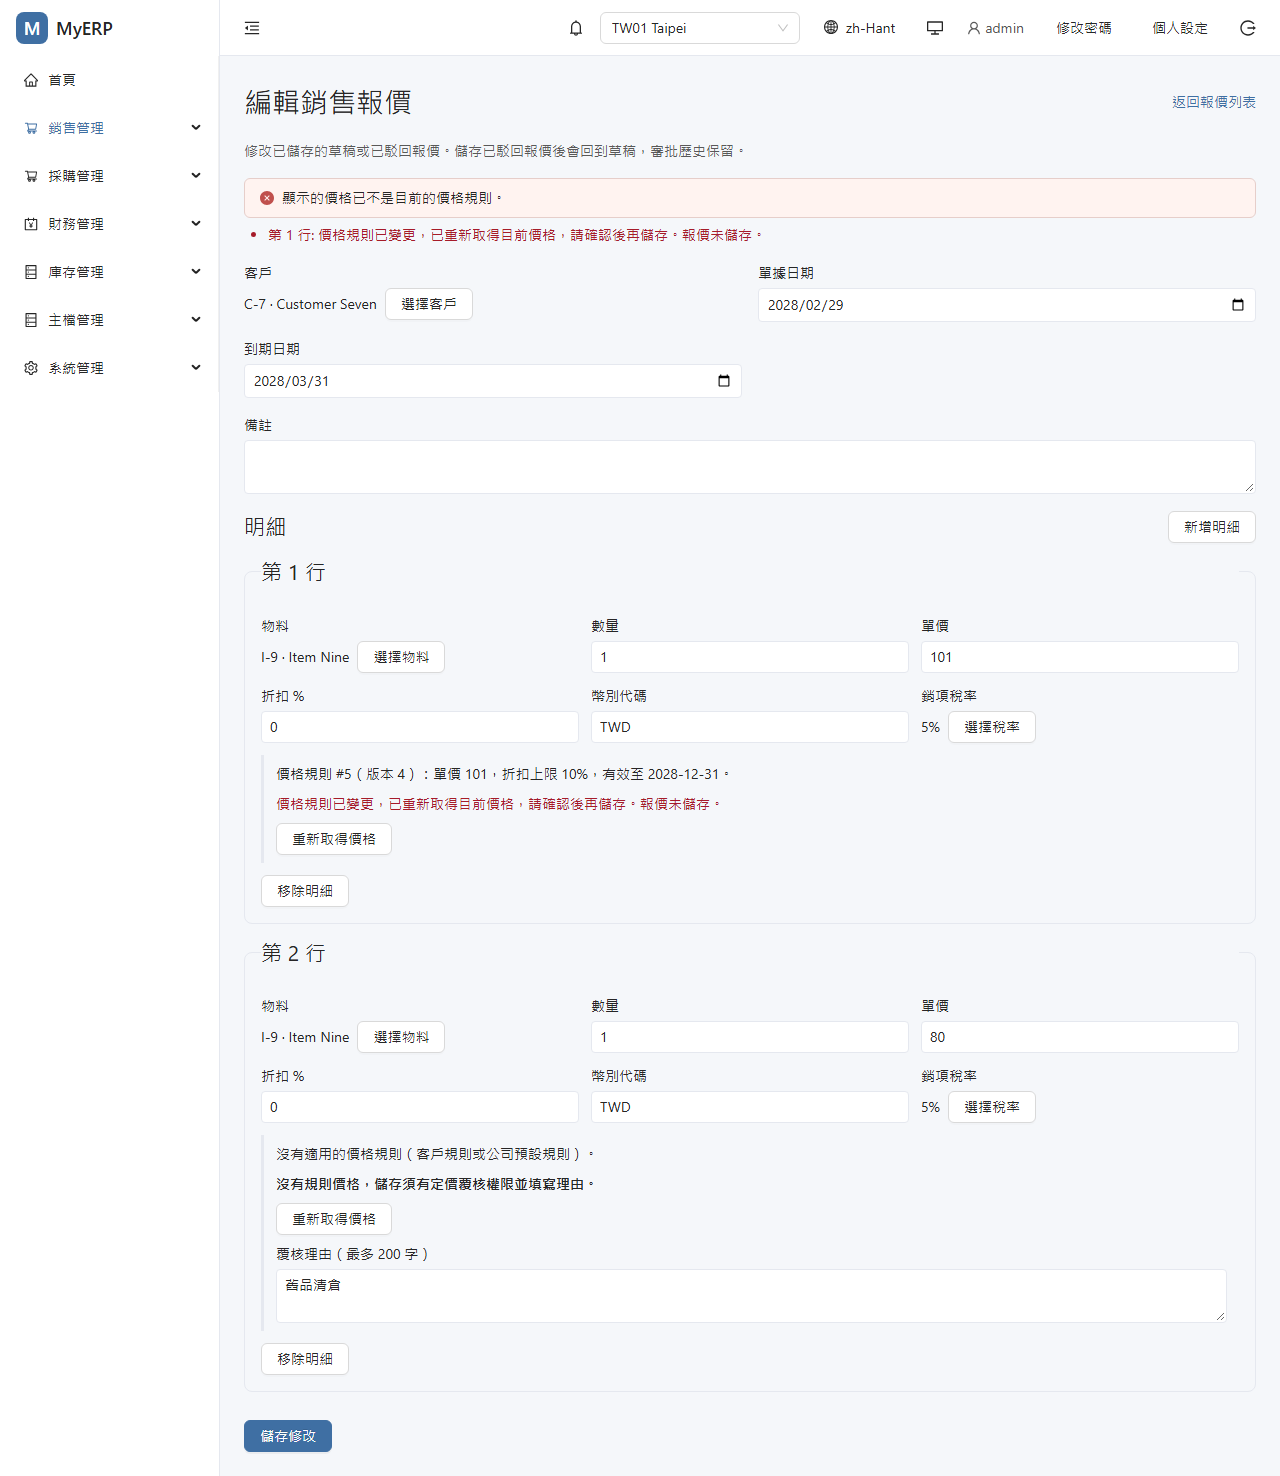 M MyERP
TW01 Taipei
zh-Hant
admin
修改密碼
個人設定
首頁
銷售管理
採購管理
財務管理
庫存管理
主檔管理
系統管理
編輯銷售報價
返回報價列表
修改已儲存的草稿或已駁回報價。儲存已駁回報價後會回到草稿，審批歷史保留。
顯示的價格已不是目前的價格規則。
第 1 行: 價格規則已變更，已重新取得目前價格，請確認後再儲存。報價未儲存。
客戶
單據日期
C-7 · Customer Seven 選擇客戶
2028/02/29
到期日期
2028/03/31
備註
明細
新增明細
第 1 行
物料 數量 單價
I-9 · Item Nine 選擇物料 1 101
折扣 % 幣別代碼 銷項稅率
0 TWD 5% 選擇稅率
價格規則 #5（版本 4）：單價 101，折扣上限 10%，有效至 2028-12-31。
價格規則已變更，已重新取得目前價格，請確認後再儲存。報價未儲存。
重新取得價格
移除明細
第 2 行
物料 數量 單價
I-9 · Item Nine 選擇物料 1 80
折扣 % 幣別代碼 銷項稅率
0 TWD 5% 選擇稅率
沒有適用的價格規則（客戶規則或公司預設規則）。
沒有規則價格，儲存須有定價覆核權限並填寫理由。
重新取得價格
覆核理由（最多 200 字）
舊品清倉
移除明細
儲存修改